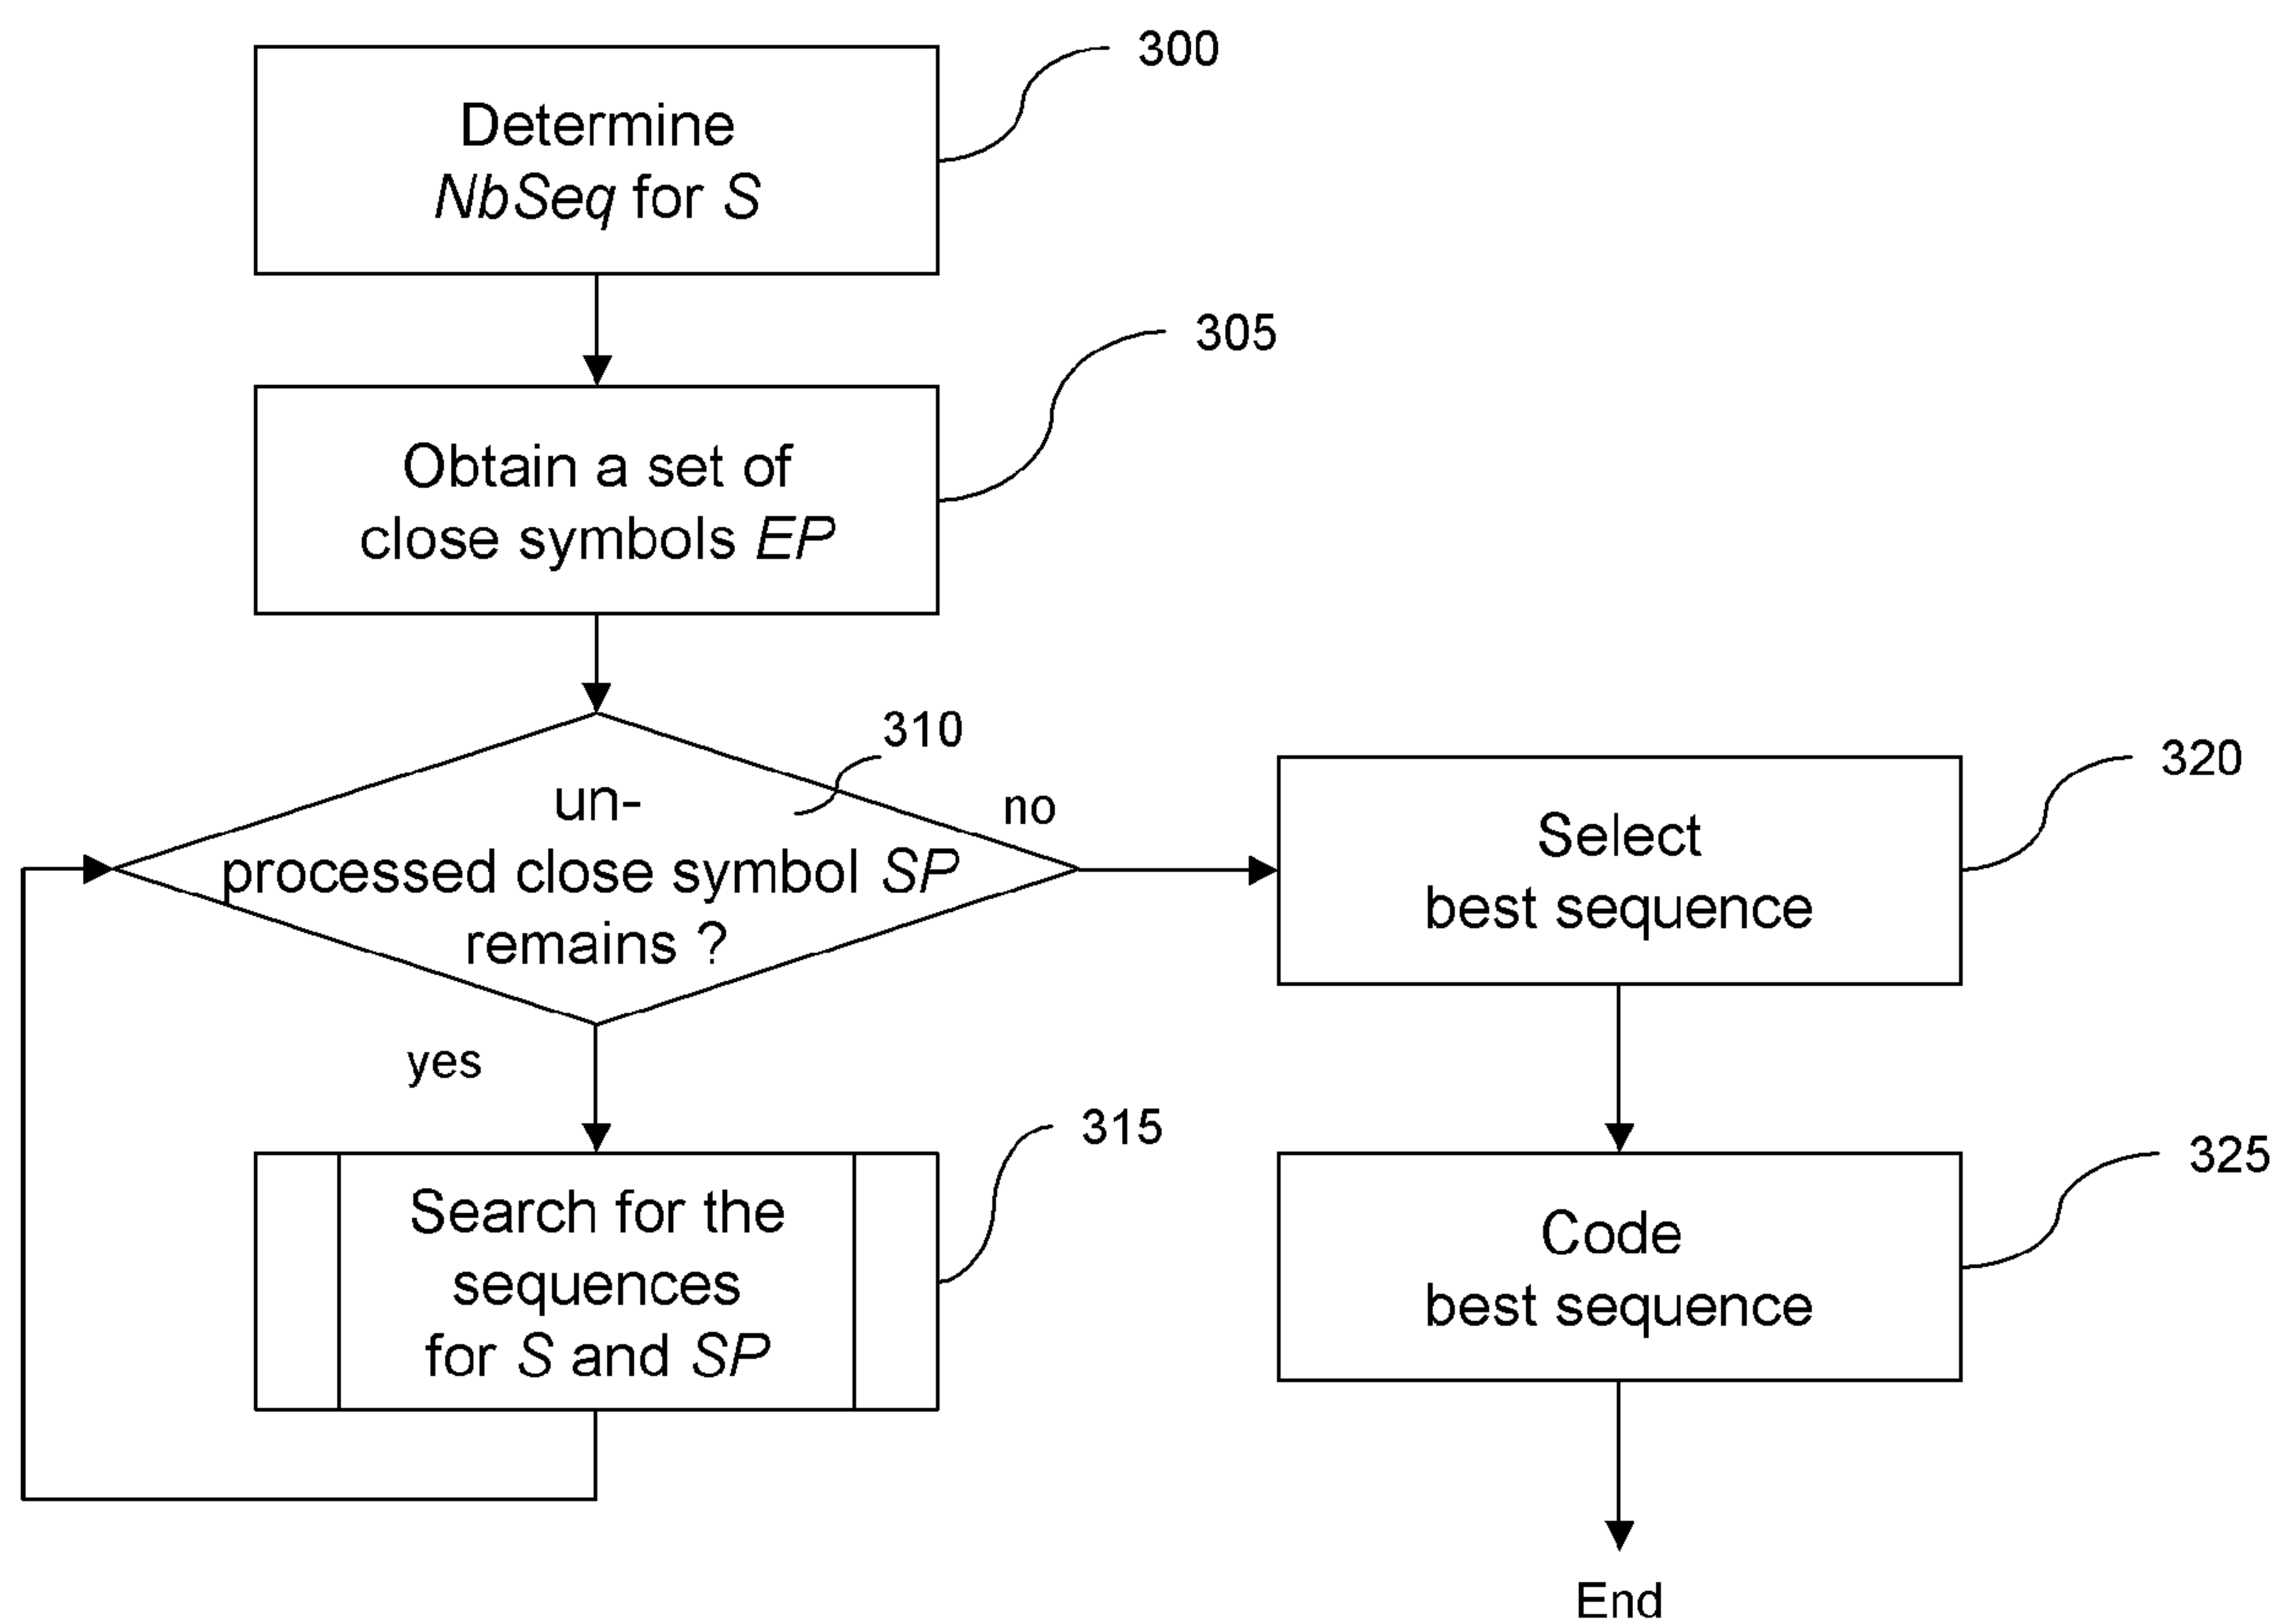 300
Determine
NbSeq for S
305
Obtain a set of
close symbols EP
310
un-
processed close symbol SP
remains ?
no
yes
315
Search for the
sequences
for S and SP
320
Select
best sequence
325
Code
best sequence
End